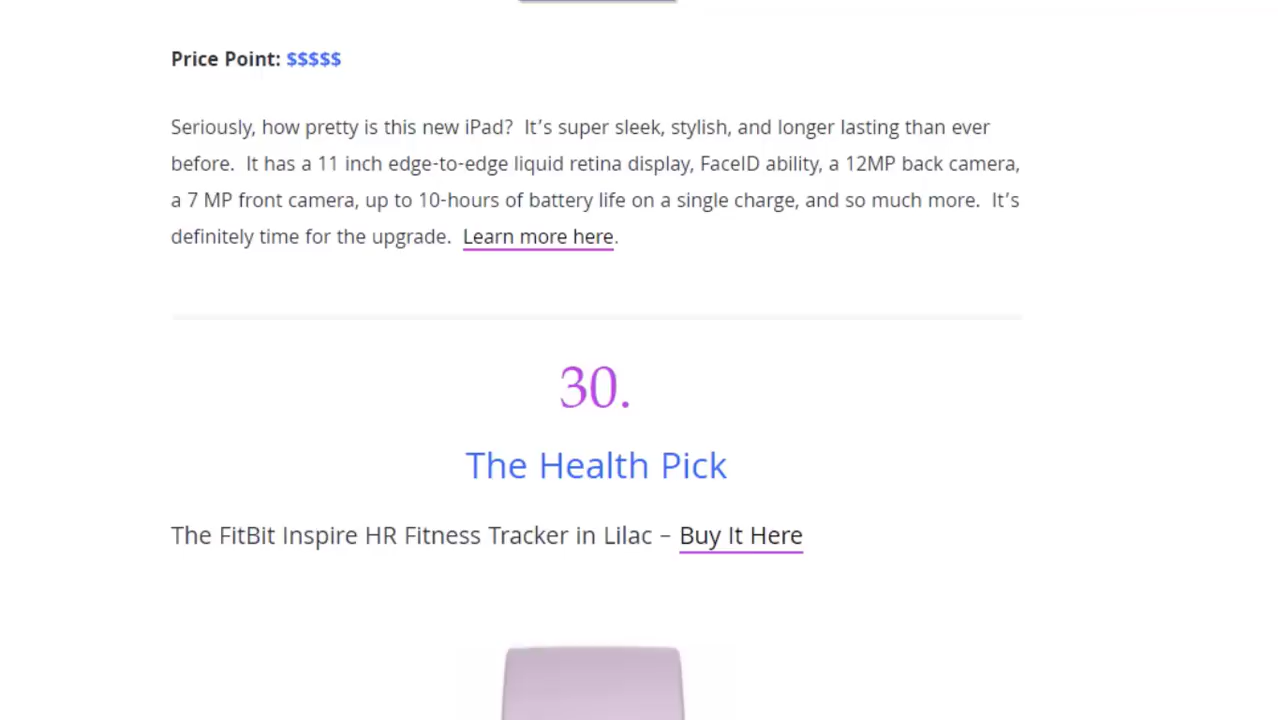 Price Point: $$$$$
Seriously, how pretty is this new iPad?  It’s super sleek, stylish, and longer lasting than ever
before.  It has a 11 inch edge-to-edge liquid retina display, FaceID ability, a 12MP back camera,
a 7 MP front camera, up to 10-hours of battery life on a single charge, and so much more.  It’s
definitely time for the upgrade.  Learn more here.
30.
The Health Pick
The FitBit Inspire HR Fitness Tracker in Lilac – Buy It Here